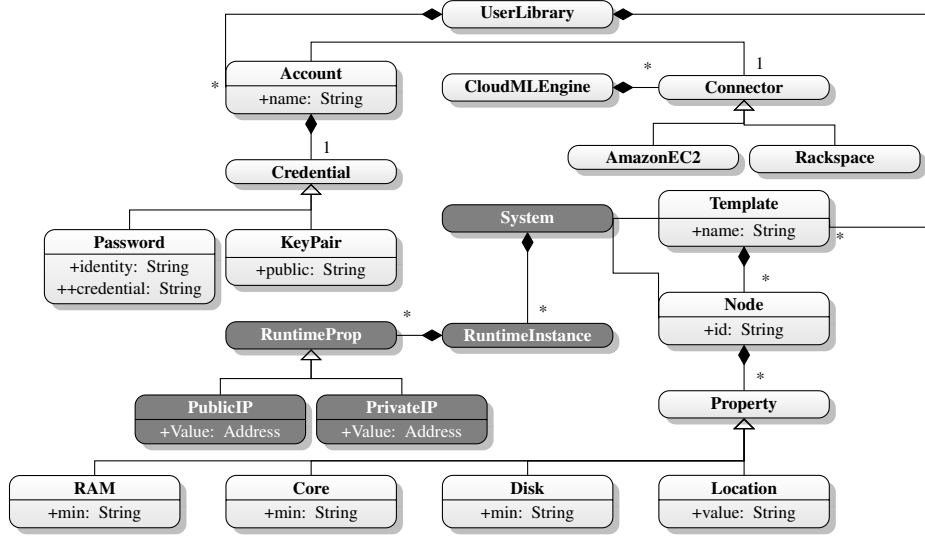 UserLibrary
Account
+name: String
*
1
CloudMLEngine
*
Connector
1
Credential
AmazonEC2
Rackspace
Password
+identity: String
++credential: String
KeyPair
+public: String
System
Template
+name: String
*
*
Node
+id: String
RuntimeProp
*
RuntimeInstance
*
PublicIP
+Value: Address
PrivateIP
+Value: Address
*
Property
RAM
+min: String
Core
+min: String
Disk
+min: String
Location
+value: String